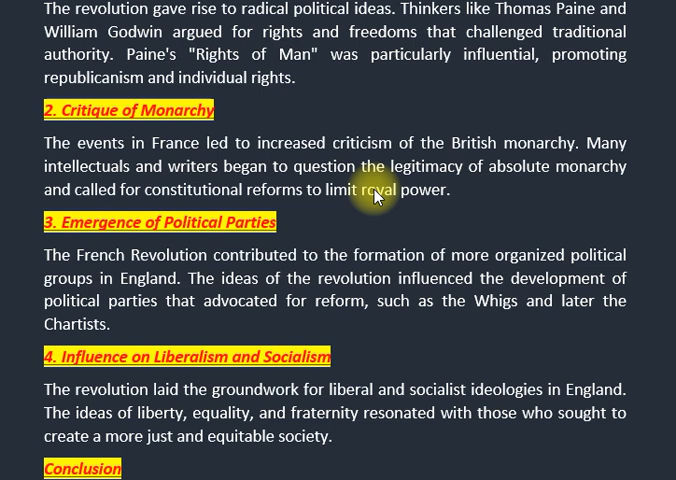 The revolution gave rise to radical political ideas. Thinkers like Thomas Paine and
William Godwin argued for rights and freedoms that challenged traditional
authority. Paine's "Rights of Man" was particularly influential, promoting
republicanism and individual rights.
2. Critique of Monarchy
The events in France led to increased criticism of the British monarchy. Many
intellectuals and writers began to question the legitimacy of absolute monarchy
and called for constitutional reforms to limit royal power.
3. Emergence of Political Parties
The French Revolution contributed to the formation of more organized political
groups in England. The ideas of the revolution influenced the development of
political parties that advocated for reform, such as the Whigs and later the
Chartists.
4. Influence on Liberalism and Socialism
The revolution laid the groundwork for liberal and socialist ideologies in England.
The ideas of liberty, equality, and fraternity resonated with those who sought to
create a more just and equitable society.
Conclusion